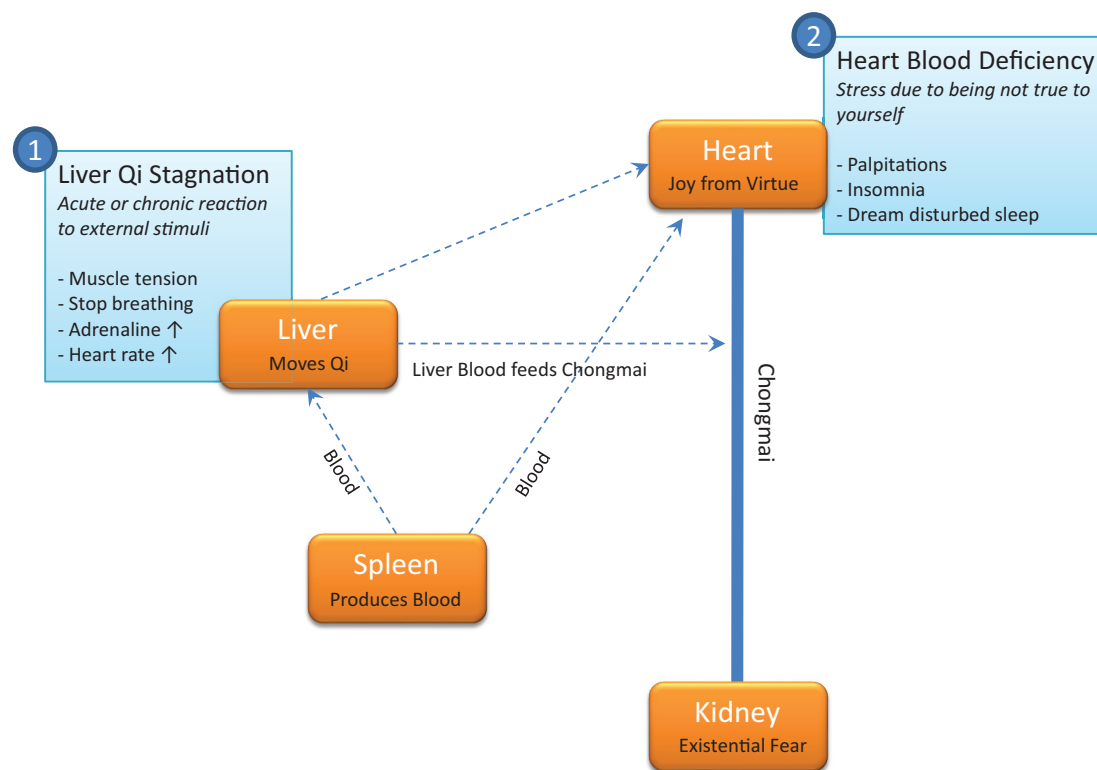 1
Liver Qi Stagnation
Acute or chronic reaction
to external stimuli
- Muscle tension
- Stop breathing
- Adrenaline ↑
- Heart rate ↑
2
Heart Blood Deficiency
Stress due to being not true to
yourself
- Palpitations
- Insomnia
- Dream disturbed sleep
Heart
Joy from Virtue
Liver
Moves Qi
Liver Blood feeds Chongmai
Chongmai
Blood
Blood
Spleen
Produces Blood
Kidney
Existential Fear